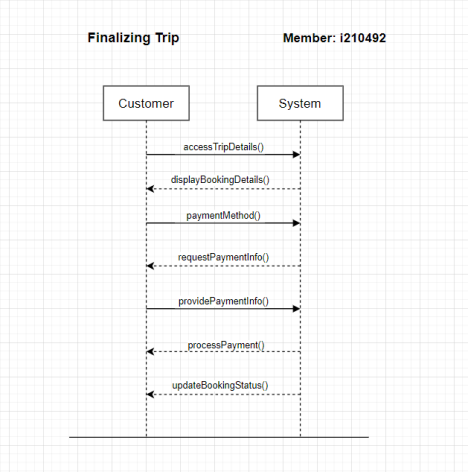 Finalizing Trip
Member: i210492
Customer
System
accessTripDetails()
displayBookingDetails()
paymentMethod()
requestPaymentInfo()
providePaymentInfo()
processPayment()
updateBookingStatus()